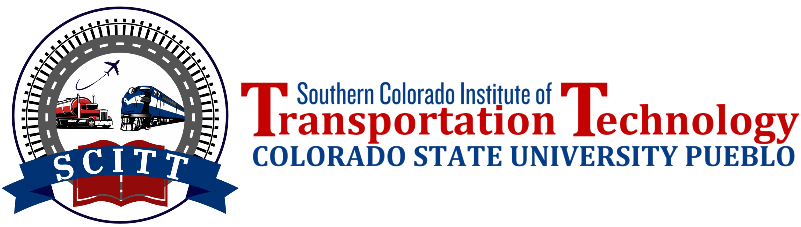 SCITT
Southern Colorado Institute of
Transportation Technology
COLORADO STATE UNIVERSITY PUEBLO